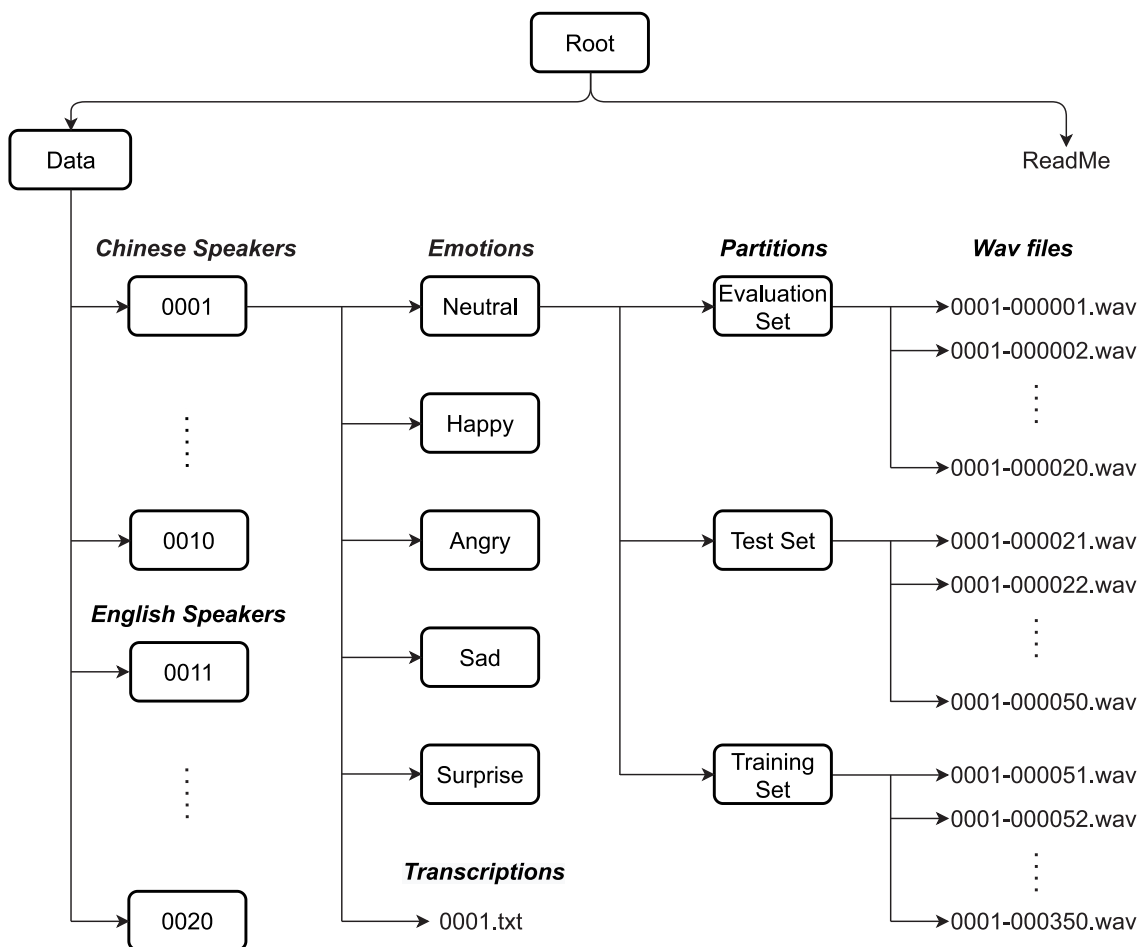 Root
Data
ReadMe
Chinese Speakers
Emotions
Partitions
Wav files
0001
Neutral
Evaluation
Set
0001-000001.wav
0001-000002.wav
Happy
0001-000020.wav
0010
Angry
Test Set
0001-000021.wav
0001-000022.wav
English Speakers
0011
Sad
0001-000050.wav
Surprise
Training
Set
0001-000051.wav
0001-000052.wav
Transcriptions
0020
0001.txt
0001-000350.wav